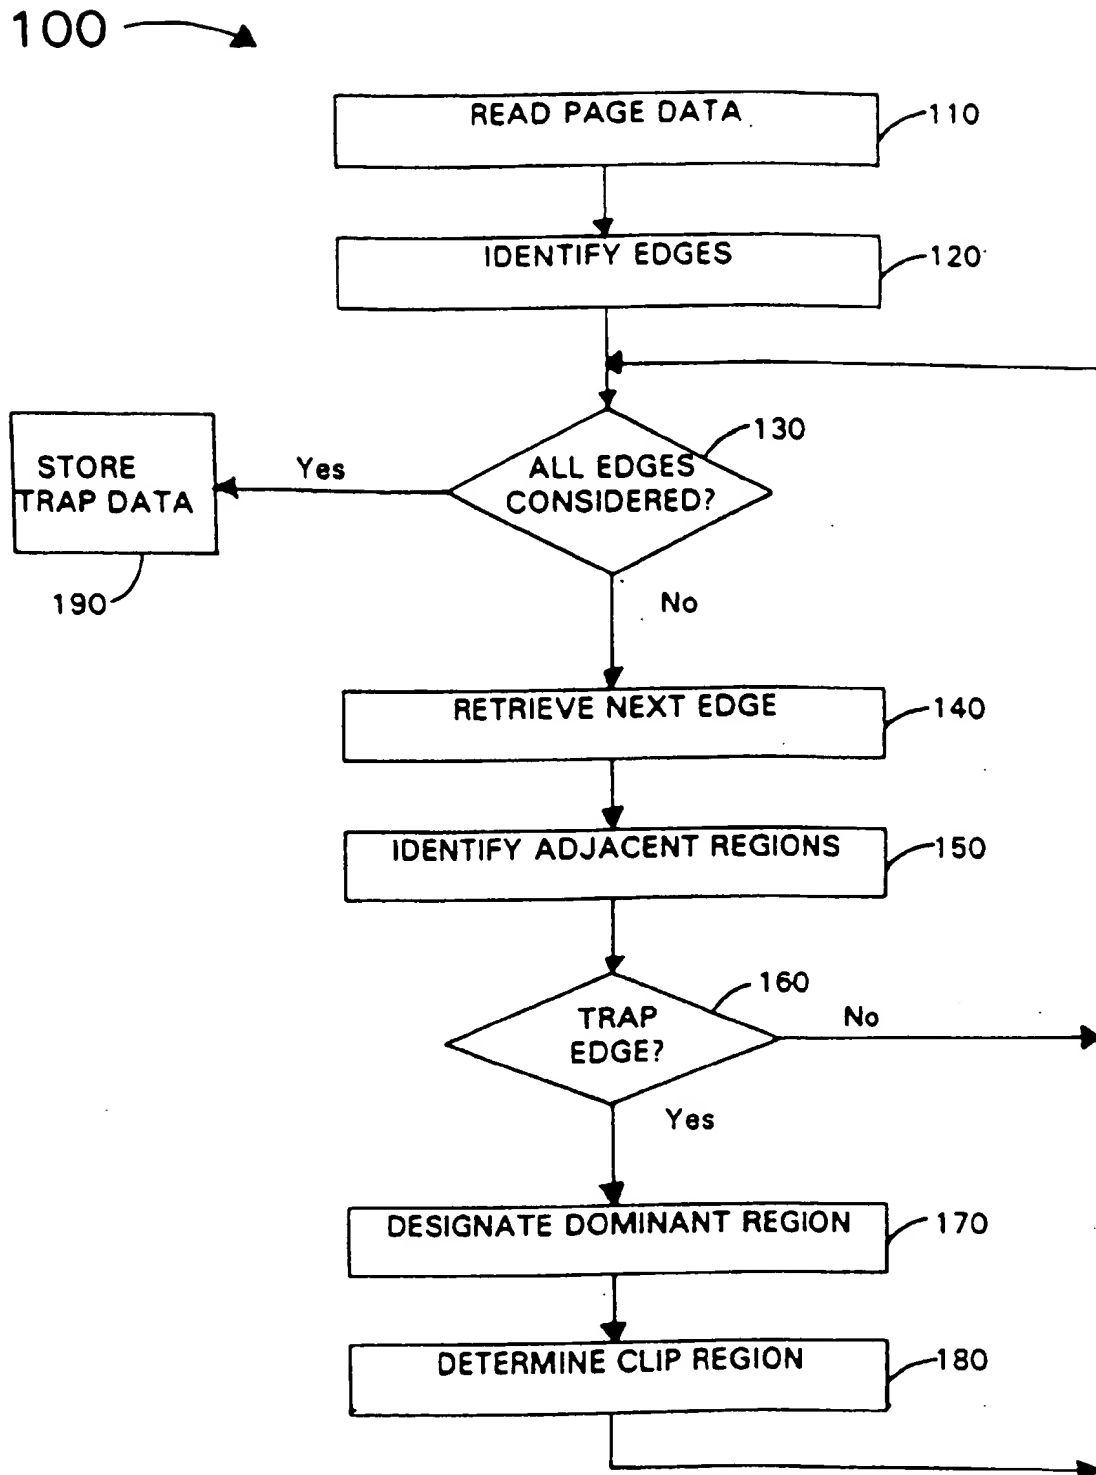 100
READ PAGE DATA
110
IDENTIFY EDGES
120
130
ALL EDGES
CONSIDERED?
Yes
STORE
TRAP DATA
190
No
RETRIEVE NEXT EDGE
140
IDENTIFY ADJACENT REGIONS
150
160
TRAP
EDGE?
No
Yes
DESIGNATE DOMINANT REGION
170
DETERMINE CLIP REGION
180